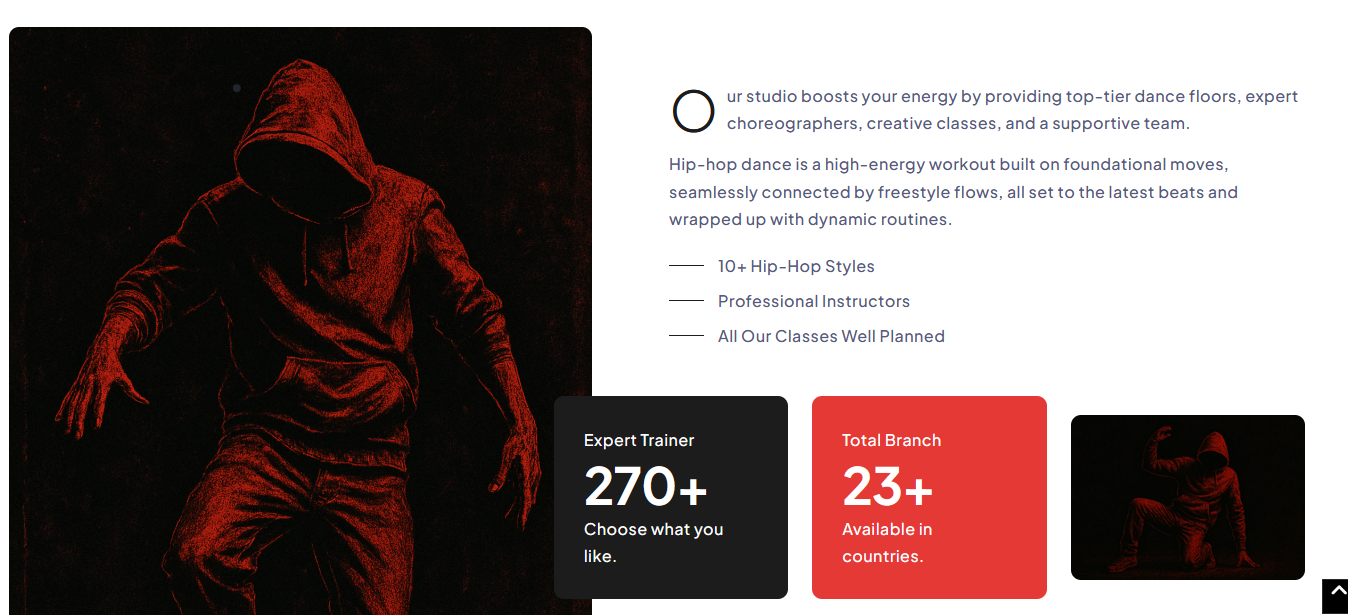 Our studio boosts your energy by providing top-tier dance floors, expert
choreographers, creative classes, and a supportive team.
Hip-hop dance is a high-energy workout built on foundational moves,
seamlessly connected by freestyle flows, all set to the latest beats and
wrapped up with dynamic routines.
10+ Hip-Hop Styles
Professional Instructors
All Our Classes Well Planned
Expert Trainer
270+
Choose what you
like.
Total Branch
23+
Available in
countries.